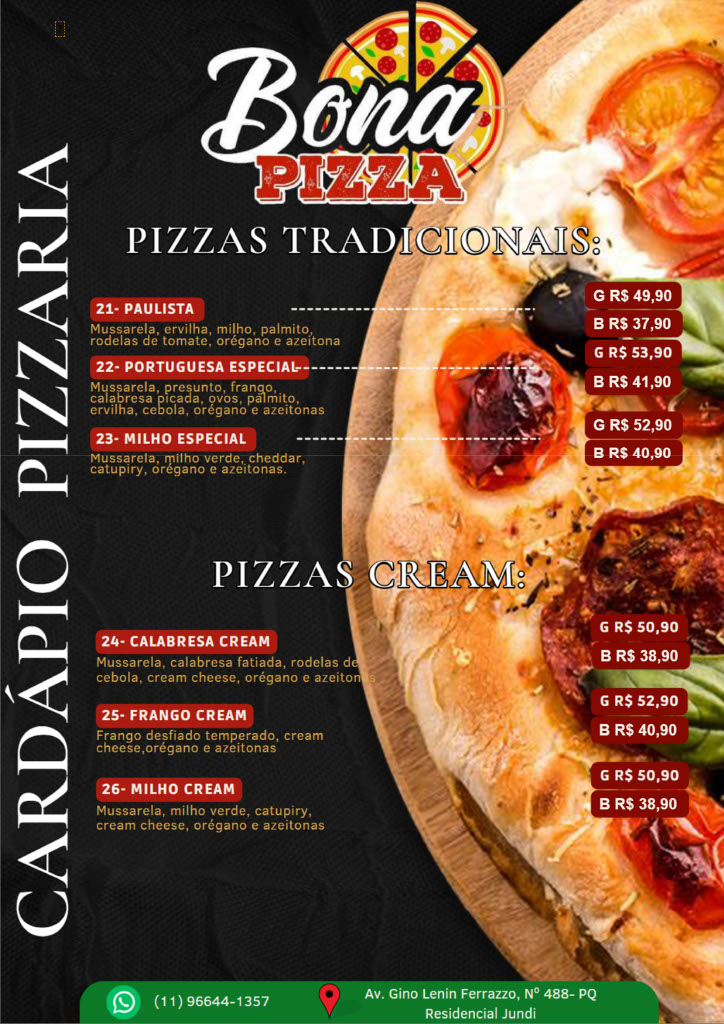 Bona
PIZZA
CARDÁPIO PIZZARIA
PIZZAS TRADICIONAIS:
21- PAULISTA
G R$ 49,90
B R$ 37,90
Mussarela, ervilha, milho, palmito,
rodelas de tomate, orégano e azeitona
22- PORTUGUESA ESPECIAL
G R$ 53,90
B R$ 41,90
Mussarela, presunto, frango,
calabresa picada, ovos, palmito,
ervilha, cebola, orégano e azeitonas
23- MILHO ESPECIAL
G R$ 52,90
B R$ 40,90
Mussarela, milho verde, cheddar,
catupiry, orégano e azeitonas.
PIZZAS CREAM:
24- CALABRESA CREAM
G R$ 50,90
B R$ 38,90
Mussarela, calabresa fatiada, rodelas de
cebola, cream cheese, orégano e azeitonas
25- FRANGO CREAM
G R$ 52,90
B R$ 40,90
Frango desfiado temperado, cream
cheese,orégano e azeitonas
26- MILHO CREAM
G R$ 50,90
B R$ 38,90
Mussarela, milho verde, catupiry,
cream cheese, orégano e azeitonas
(11) 96644-1357
Av. Gino Lenin Ferrazzo, Nº 488- PQ
Residencial Jundi